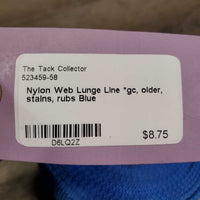 The Tack Collector
523459-58
Nylon Web Lunge Line *gc, older,
stains, rubs Blue
$8.75
D6LQ2Z